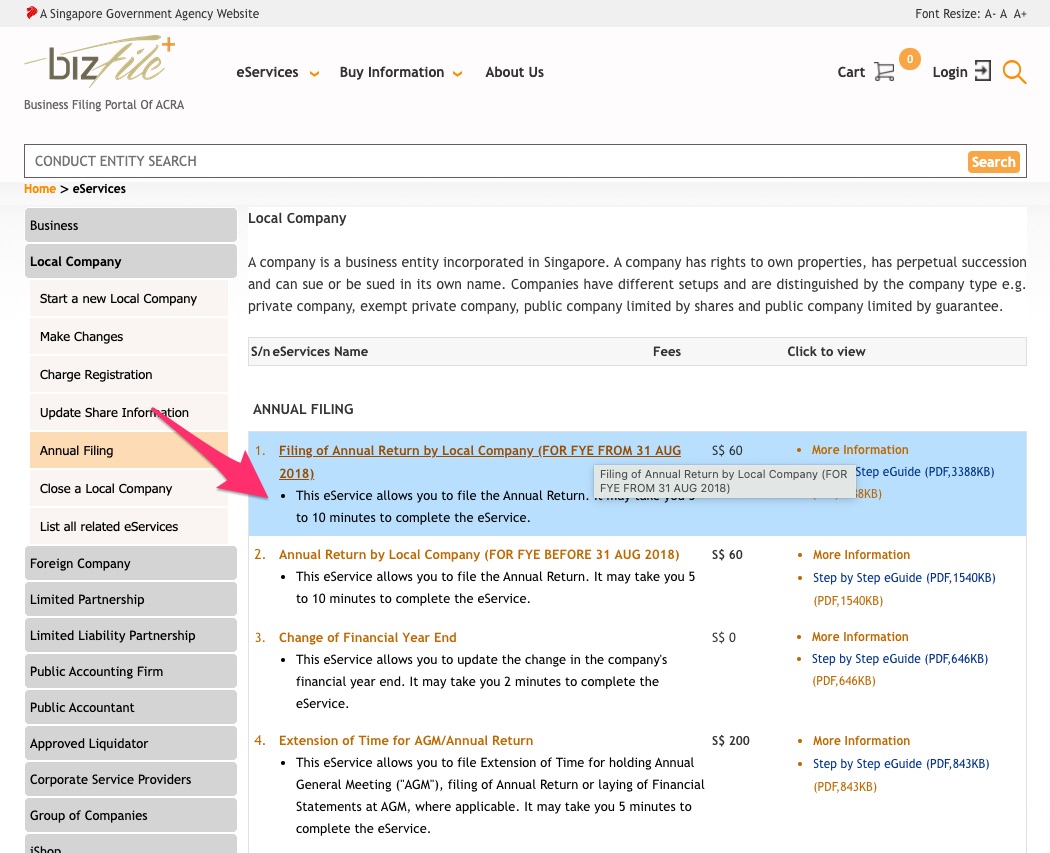 A Singapore Government Agency Website
Font Resize: A- A A+
bizfile+
Business Filing Portal Of ACRA
eServices
Buy Information
About Us
Cart
0
Login
CONDUCT ENTITY SEARCH
Search
Home > eServices
Business
Local Company
Start a new Local Company
Make Changes
Charge Registration
Update Share Information
Annual Filing
Close a Local Company
List all related eServices
Foreign Company
Limited Partnership
Limited Liability Partnership
Public Accounting Firm
Public Accountant
Approved Liquidator
Corporate Service Providers
Group of Companies
iShop
Local Company
A company is a business entity incorporated in Singapore. A company has rights to own properties, has perpetual succession
and can sue or be sued in its own name. Companies have different setups and are distinguished by the company type e.g.
private company, exempt private company, public company limited by shares and public company limited by guarantee.
S/n eServices Name Fees Click to view
ANNUAL FILING
1. Filing of Annual Return by Local Company (FOR FYE FROM 31 AUG S$ 60 • More Information
2018)
Step eGuide (PDF,3388KB)
Filing of Annual Return by Local Company (FOR
FYE FROM 31 AUG 2018)
• This eService allows you to file the Annual Return.
to 10 minutes to complete the eService.
2. Annual Return by Local Company (FOR FYE BEFORE 31 AUG 2018) S$ 60 • More Information
• This eService allows you to file the Annual Return. It may take you 5 • Step by Step eGuide (PDF,1540KB)
to 10 minutes to complete the eService. (PDF,1540KB)
3. Change of Financial Year End S$ 0 • More Information
• This eService allows you to update the change in the company's • Step by Step eGuide (PDF,646KB)
financial year end. It may take you 2 minutes to complete the (PDF,646KB)
eService.
4. Extension of Time for AGM/Annual Return S$ 200 • More Information
• This eService allows you to file Extension of Time for holding Annual • Step by Step eGuide (PDF,843KB)
General Meeting ("AGM"), filing of Annual Return or laying of Financial (PDF,843KB)
Statements at AGM, where applicable. It may take you 5 minutes to
complete the eService.